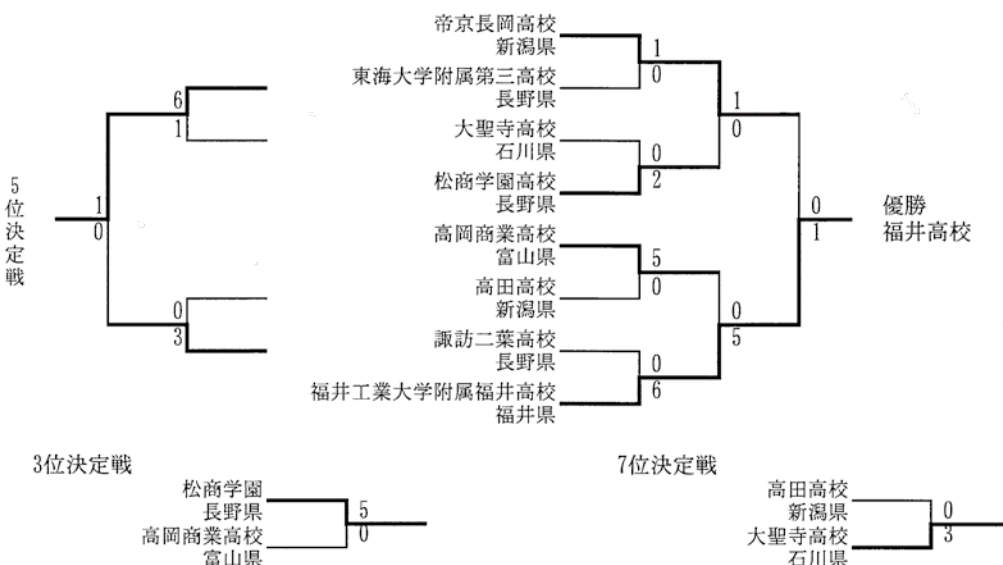 帝京長岡高校
新潟県
1
0
東海大学附属第三高校
長野県
1
0
大聖寺高校
石川県
0
2
松商学園高校
長野県
0
1
優勝
福井高校
高岡商業高校
富山県
5
0
高田高校
新潟県
0
5
諏訪二葉高校
長野県
0
6
福井工業大学附属福井高校
福井県
6
1
5位決定戦
1
0
0
3
3位決定戦
松商学園
長野県
5
0
高岡商業高校
富山県
7位決定戦
高田高校
新潟県
0
3
大聖寺高校
石川県